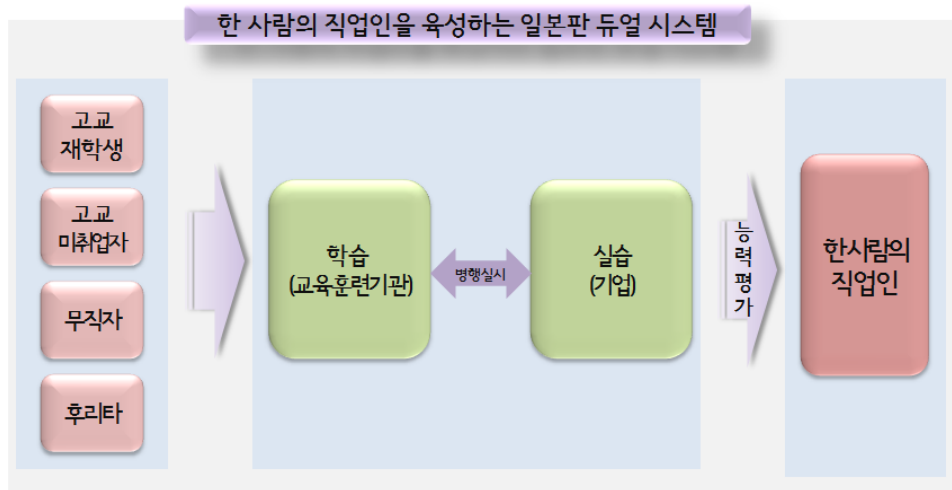 한 사람의 직업인을 육성하는 일본판 듀얼 시스템
고교
재학생
고교
미취업자
무직자
후리타
학습
(교육훈련기관)
병행실시
실습
(기업)
능력평가
한사람의
직업인